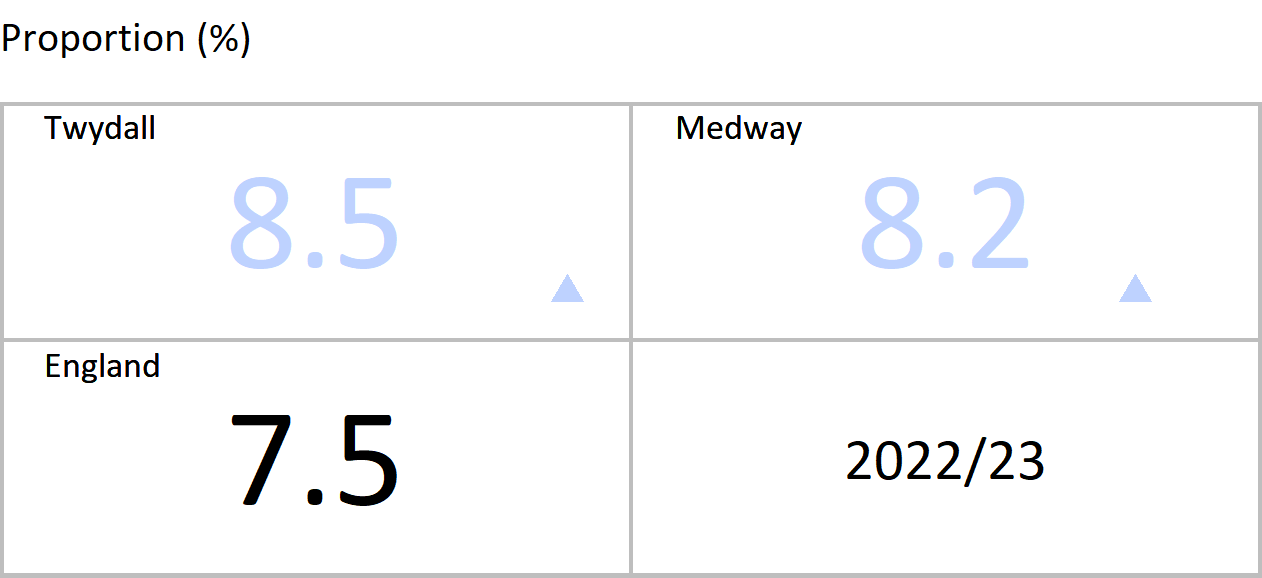 Proportion (%)
Twydall
Medway
8.5
8.2
England
7.5
2022/23